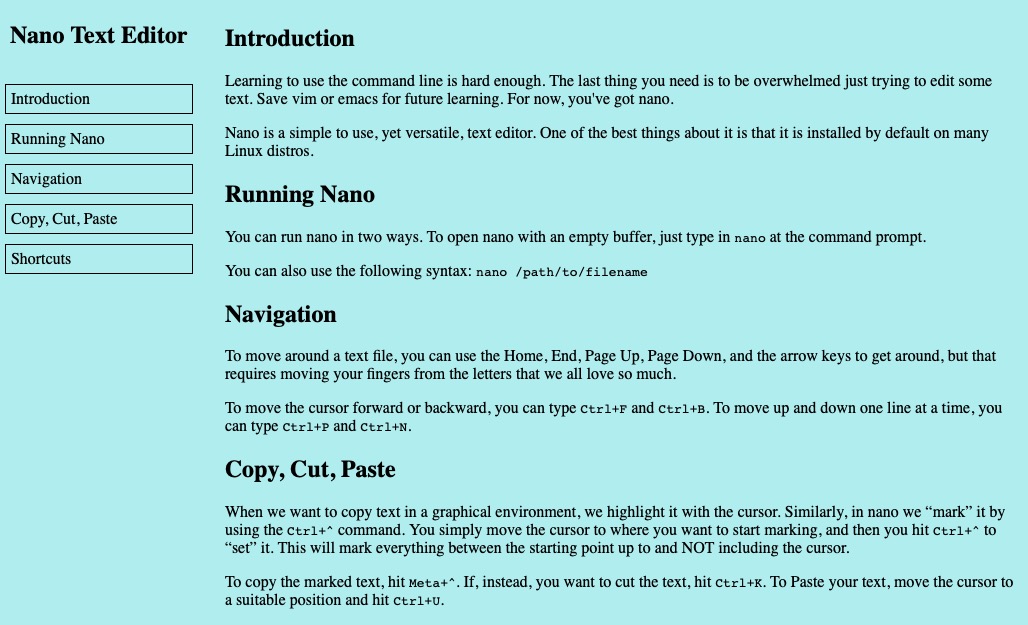 Nano Text Editor
Introduction
Running Nano
Navigation
Copy, Cut, Paste
Shortcuts
Introduction
Learning to use the command line is hard enough. The last thing you need is to be overwhelmed just trying to edit some
text. Save vim or emacs for future learning. For now, you've got nano.
Nano is a simple to use, yet versatile, text editor. One of the best things about it is that it is installed by default on many
Linux distros.
Running Nano
You can run nano in two ways. To open nano with an empty buffer, just type in nano at the command prompt.
You can also use the following syntax: nano /path/to/filename
Navigation
To move around a text file, you can use the Home, End, Page Up, Page Down, and the arrow keys to get around, but that
requires moving your fingers from the letters that we all love so much.
To move the cursor forward or backward, you can type Ctrl+F and Ctrl+B. To move up and down one line at a time, you
can type Ctrl+P and Ctrl+N.
Copy, Cut, Paste
When we want to copy text in a graphical environment, we highlight it with the cursor. Similarly, in nano we “mark” it by
using the Ctrl+^ command. You simply move the cursor to where you want to start marking, and then you hit Ctrl+^ to
“set” it. This will mark everything between the starting point up to and NOT including the cursor.
To copy the marked text, hit Meta+^. If, instead, you want to cut the text, hit Ctrl+K. To Paste your text, move the cursor to
a suitable position and hit Ctrl+U.